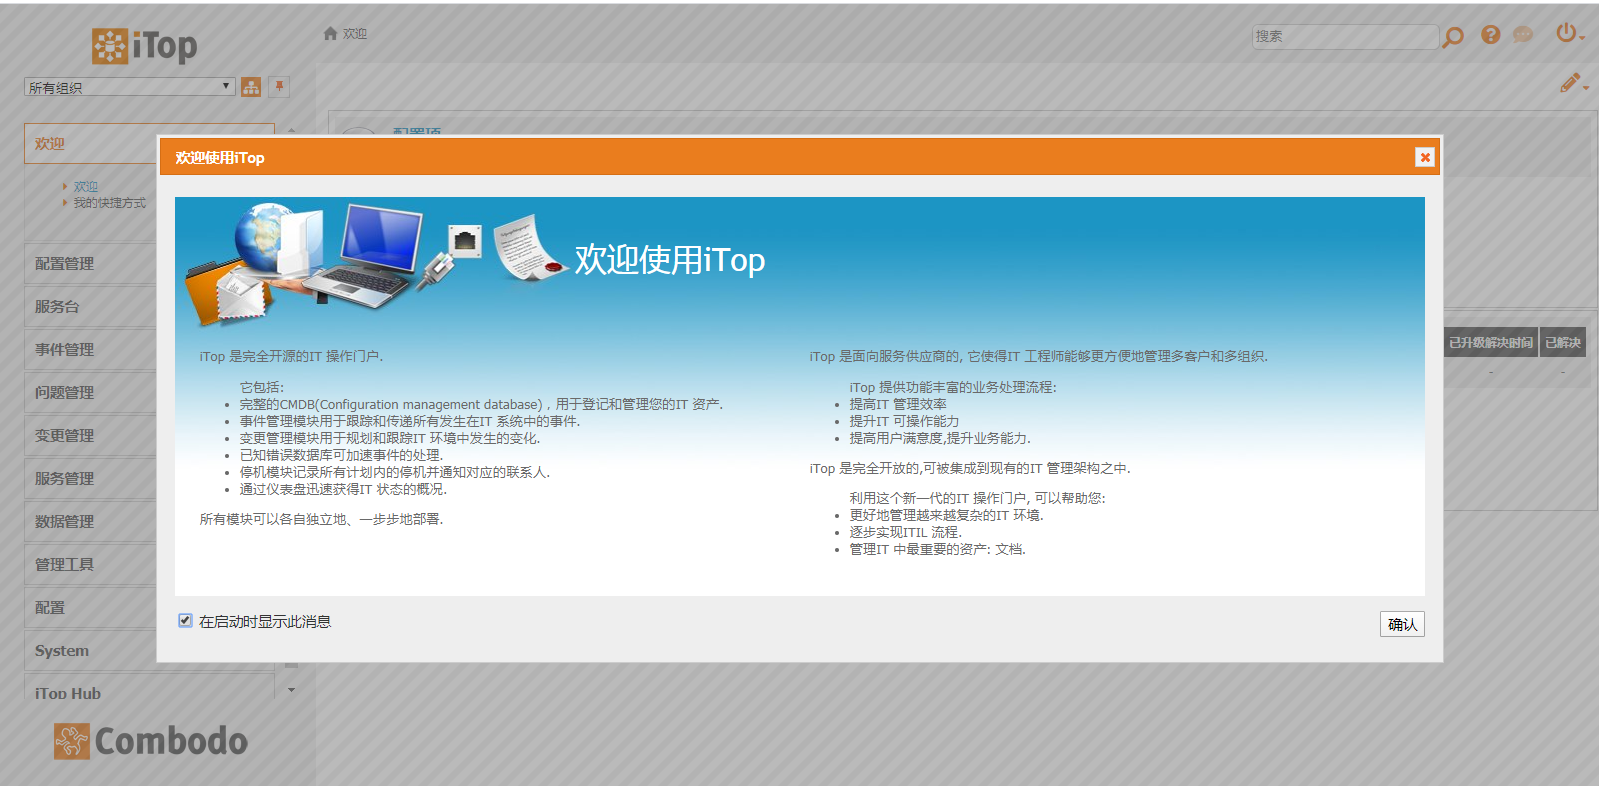 iTop
欢迎
搜索
所有组织
欢迎
欢迎
我的快捷方式
配置管理
服务台
事件管理
问题管理
变更管理
服务管理
数据管理
管理工具
配置
System
iTop Hub
Combodo
配置项
已升级解决时间 已解决
- -
欢迎使用iTop
欢迎使用iTop
iTop 是完全开源的IT 操作门户.
它包括:
• 完整的CMDB(Configuration management database) , 用于登记和管理您的IT 资产.
• 事件管理模块用于跟踪和传递所有发生在IT 系统中的事件.
• 变更管理模块用于规划和跟踪IT 环境中发生的变化.
• 已知错误数据库可加速事件的处理.
• 停机模块记录所有计划内的停机并通知对应的联系人.
• 通过仪表盘迅速获得IT 状态的概况.
所有模块可以各自独立地、一步步地部署.
iTop 是面向服务供应商的, 它使得IT 工程师能够更方便地管理多客户和多组织.
iTop 提供功能丰富的业务处理流程:
• 提高IT 管理效率
• 提升IT 可操作能力
• 提高用户满意度,提升业务能力.
iTop 是完全开放的,可被集成到现有的IT 管理架构之中.
利用这个新一代的IT 操作门户, 可以帮助您:
• 更好地管理越来越复杂的IT 环境.
• 逐步实现ITIL 流程.
• 管理IT 中最重要的资产: 文档.
在启动时显示此消息
确认